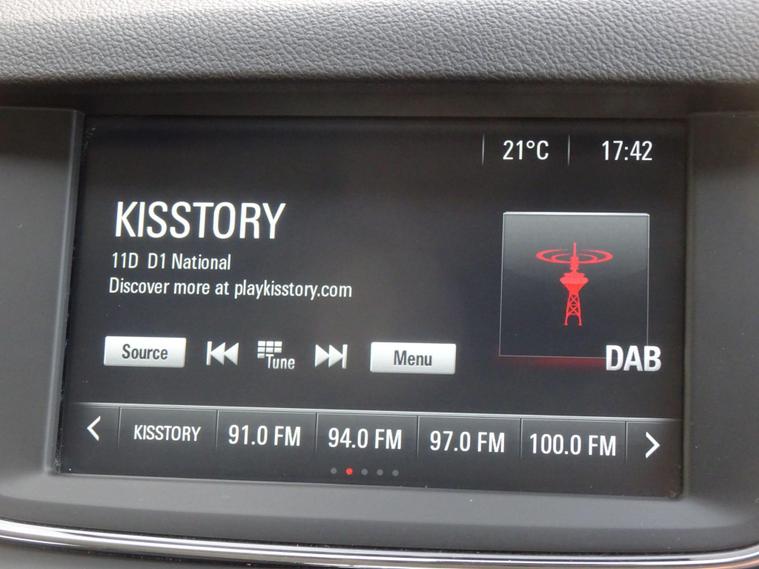 21°C 17:42
KISSTORY
11D D1 National
Discover more at playkisstory.com
Source Tune Menu
DAB
KISSTORY 91.0 FM 94.0 FM 97.0 FM 100.0 FM